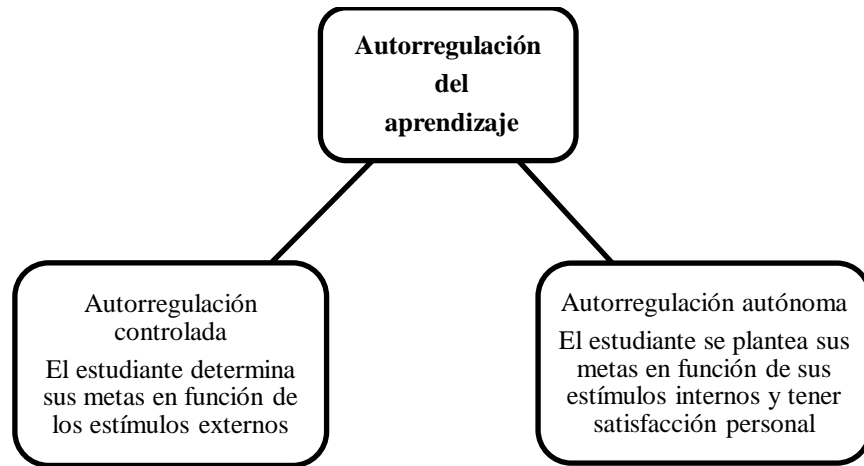 Autorregulación
del
aprendizaje
Autorregulación
controlada
El estudiante determina
sus metas en función de
los estímulos externos
Autorregulación autónoma
El estudiante se plantea sus
metas en función de sus
estímulos internos y tener
satisfacción personal